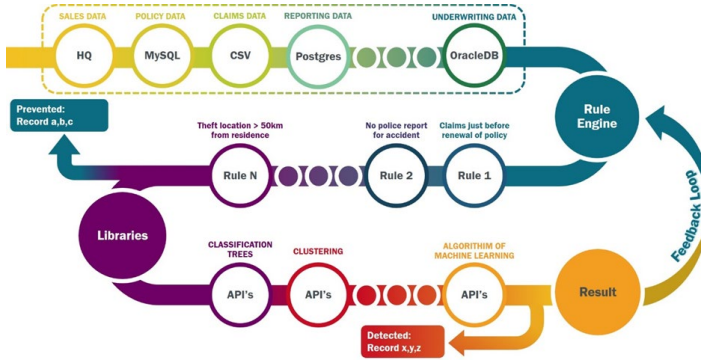 SALES DATA
POLICY DATA
CLAIMS DATA
REPORTING DATA
UNDERWRITING DATA
HQ
MySQL
CSV
Postgres
OracleDB
Prevented:
Record a,b,c
Rule
Engine
Theft location > 50km
from residence
No police report
for accident
Claims just before
renewal of policy
Rule N
Rule 2
Rule 1
Feedback Loop
Libraries
CLASSIFICATION
TREES
CLUSTERING
ALGORITHIM OF
MACHINE LEARNING
API's
API's
API's
Result
Detected:
Record x,y,z